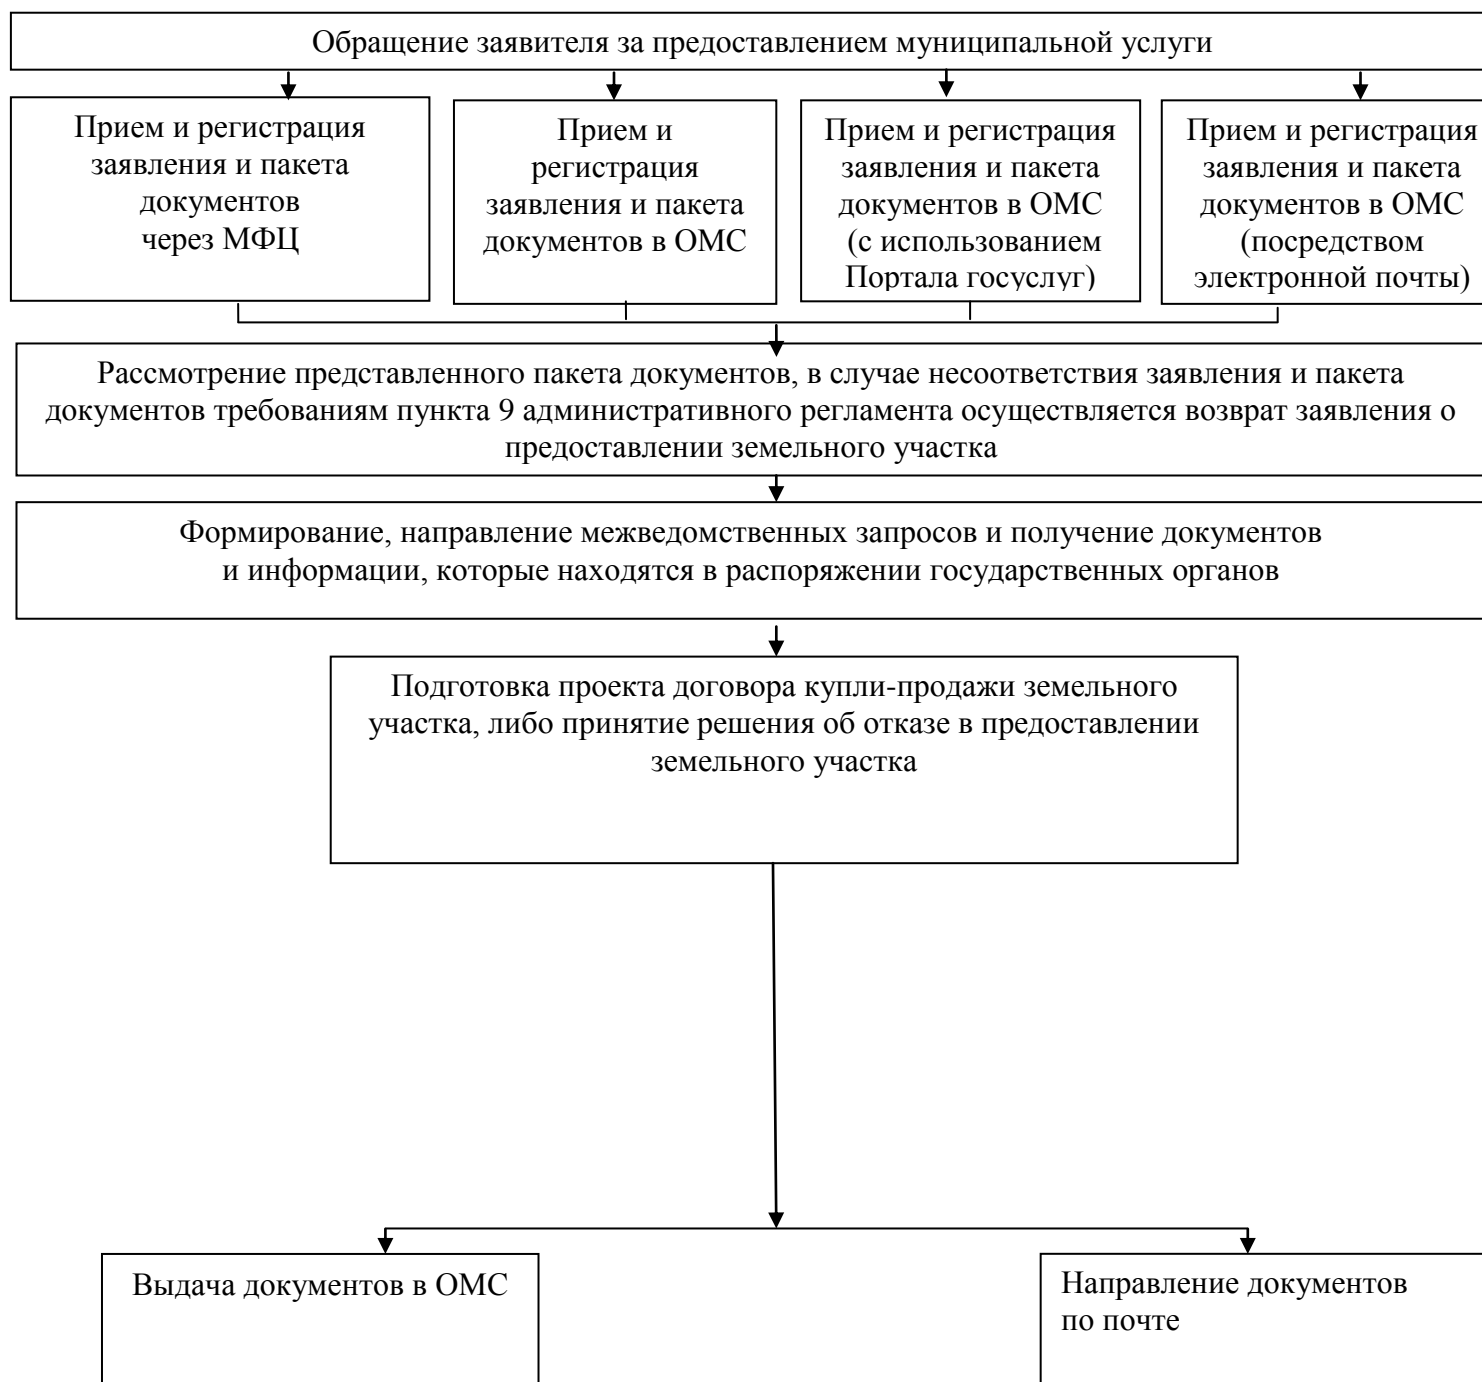 Обращение заявителя за предоставлением муниципальной услуги
Прием и регистрация
заявления и пакета
документов
через МФЦ
Прием и
регистрация
заявления и пакета
документов в ОМС
Прием и регистрация
заявления и пакета
документов в ОМС
(с использованием
Портала госуслуг)
Прием и регистрация
заявления и пакета
документов в ОМС
(посредством
электронной почты)
Рассмотрение представленного пакета документов, в случае несоответствия заявления и пакета
документов требованиям пункта 9 административного регламента осуществляется возврат заявления о
предоставлении земельного участка
Формирование, направление межведомственных запросов и получение документов
и информации, которые находятся в распоряжении государственных органов
Подготовка проекта договора купли-продажи земельного
участка, либо принятие решения об отказе в предоставлении
земельного участка
Выдача документов в ОМС
Направление документов
по почте